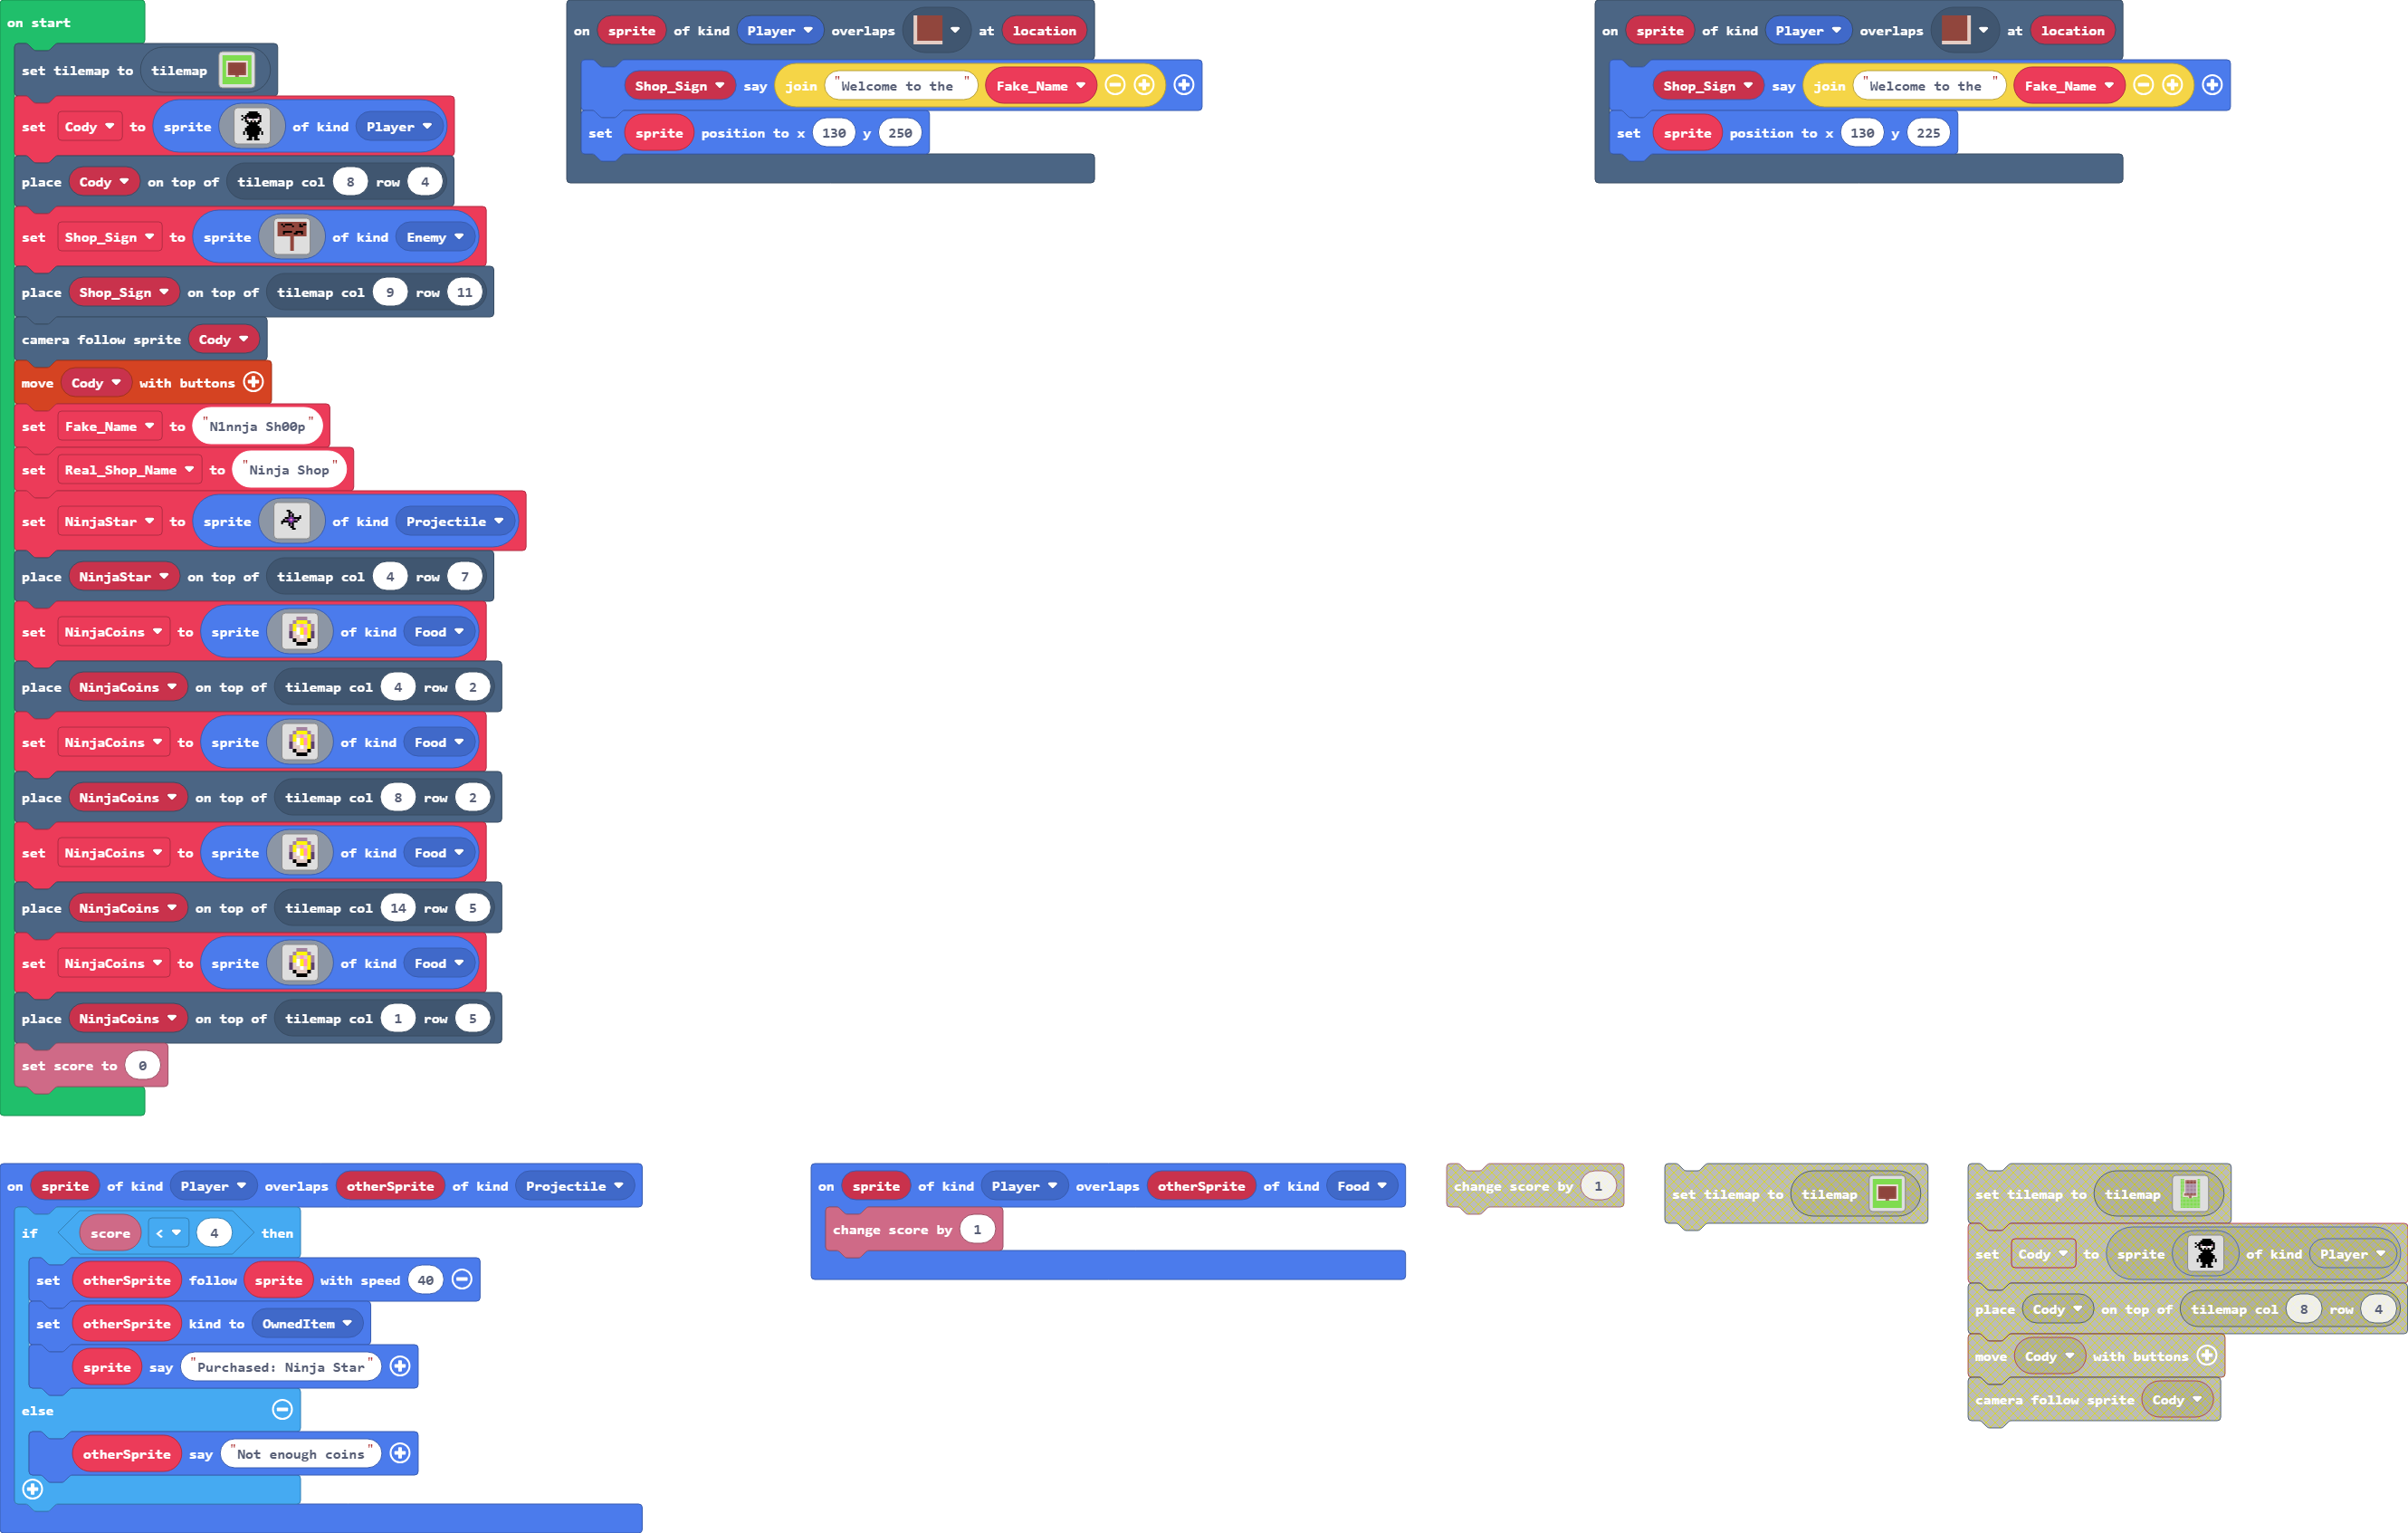 on start
set tilemap to tilemap
set Cody to sprite of kind Player
place Cody on top of tilemap col 8 row 4
set Shop_Sign to sprite of kind Enemy
place Shop_Sign on top of tilemap col 9 row 11
camera follow sprite Cody
move Cody with buttons
set Fake_Name to "N1nnja Sh00p"
set Real_Shop_Name to "Ninja Shop"
set NinjaStar to sprite of kind Projectile
place NinjaStar on top of tilemap col 4 row 7
set NinjaCoins to sprite of kind Food
place NinjaCoins on top of tilemap col 4 row 2
set NinjaCoins to sprite of kind Food
place NinjaCoins on top of tilemap col 8 row 2
set NinjaCoins to sprite of kind Food
place NinjaCoins on top of tilemap col 14 row 5
set NinjaCoins to sprite of kind Food
place NinjaCoins on top of tilemap col 1 row 5
set score to 0
on sprite of kind Player overlaps at location
Shop_Sign say join "Welcome to the " Fake_Name
set sprite position to x 130 y 250
on sprite of kind Player overlaps at location
Shop_Sign say join "Welcome to the " Fake_Name
set sprite position to x 130 y 225
on sprite of kind Player overlaps otherSprite of kind Projectile
if score < 4 then
set otherSprite follow sprite with speed 40
set otherSprite kind to OwnedItem
sprite say "Purchased: Ninja Star"
else
otherSprite say "Not enough coins"
on sprite of kind Player overlaps otherSprite of kind Food
change score by 1
change score by 1
set tilemap to tilemap
set tilemap to tilemap
set Cody to sprite of kind Player
place Cody on top of tilemap col 8 row 4
move Cody with buttons
camera follow sprite Cody